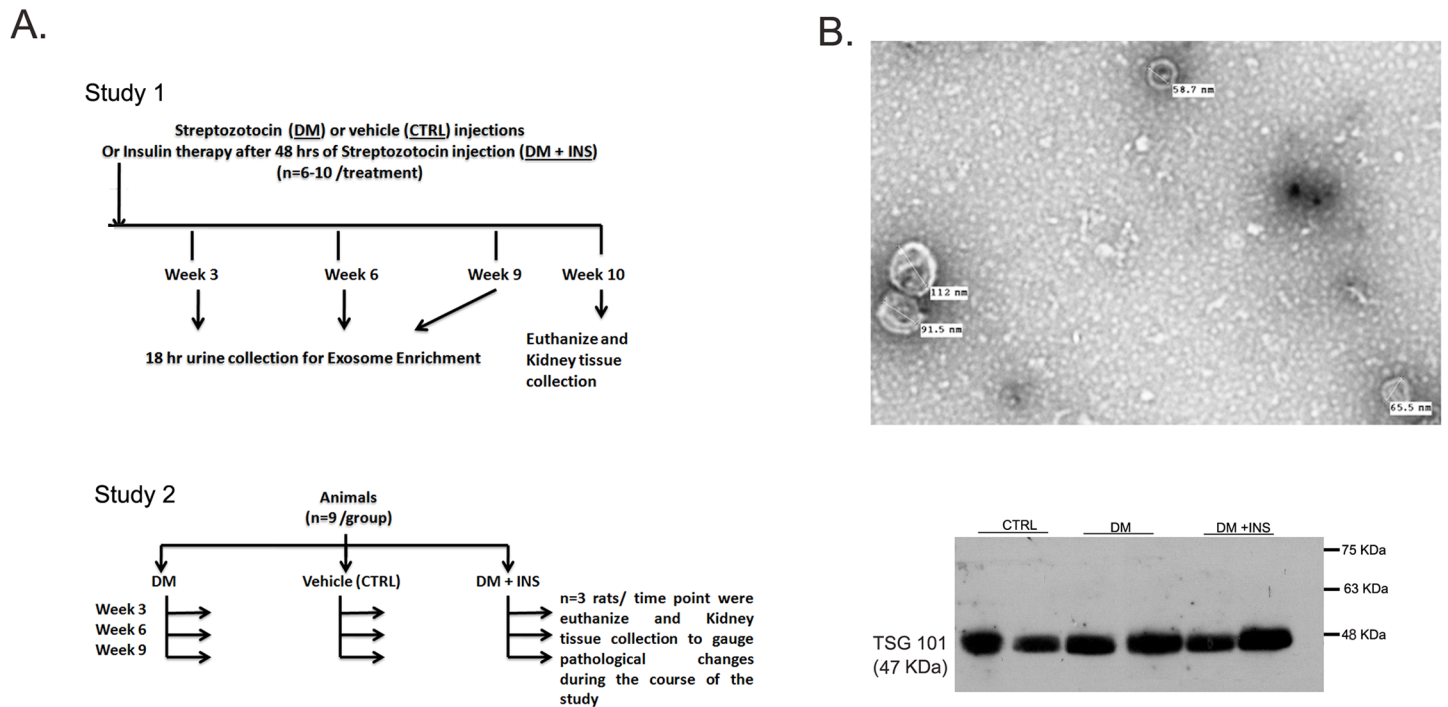 A.
Study 1
Streptozotocin (DM) or vehicle (CTRL) injections
Or Insulin therapy after 48 hrs of Streptozotocin injection (DM + INS)
(n=6-10 /treatment)
Week 3
Week 6
Week 9
Week 10
18 hr urine collection for Exosome Enrichment
Euthanize and
Kidney tissue
collection
Study 2
Animals
(n=9 /group)
DM
Vehicle (CTRL)
DM + INS
Week 3
Week 6
Week 9
n=3 rats/ time point were
euthanize and Kidney
tissue collection to gauge
pathological changes
during the course of the
study
B.
58.7 nm
112 nm
91.5 nm
65.5 nm
CTRL
DM
DM +INS
75 KDa
63 KDa
48 KDa
TSG 101
(47 KDa)